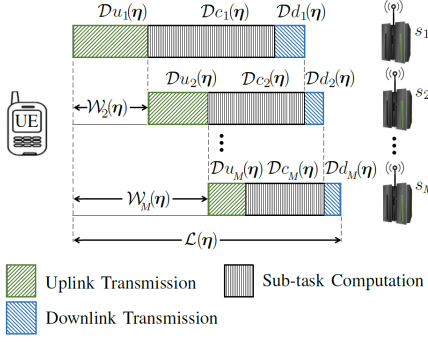 𝒟u₁(η) 𝒟c₁(η) 𝒟d₁(η) s₁
𝒟u₂(η) 𝒟c₂(η) 𝒟d₂(η) s₂
𝒲₂(η)
UE
𝒟u_M(η) 𝒟c_M(η) 𝒟d_M(η) s_M
𝒲_M(η)
ℒ(η)
Uplink Transmission
Sub-task Computation
Downlink Transmission